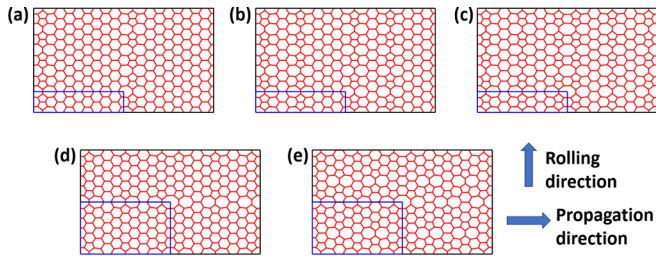 (a)
(b)
(c)
(d)
(e)
Rolling
direction
Propagation
direction